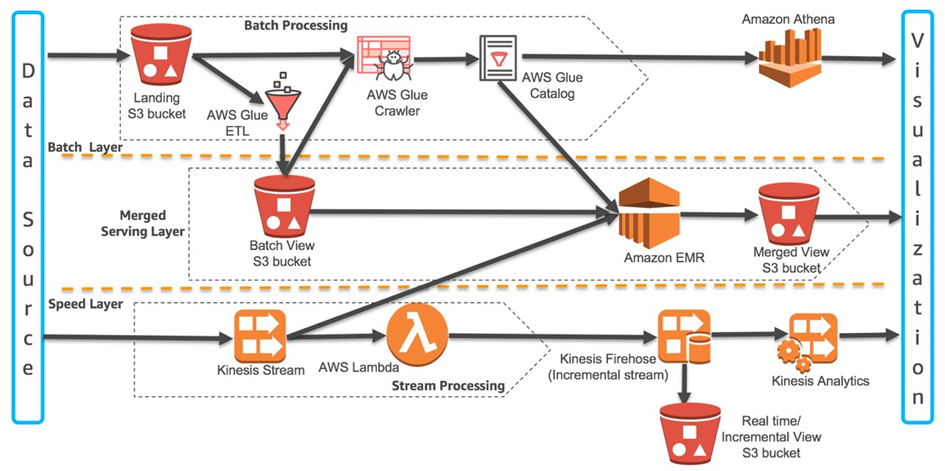 Data Source
Batch Processing
Landing
S3 bucket
AWS Glue
ETL
AWS Glue
Crawler
AWS Glue
Catalog
Amazon Athena
Visualization
Batch Layer
Merged
Serving Layer
Batch View
S3 bucket
Amazon EMR
Merged View
S3 bucket
Speed Layer
Kinesis Stream
AWS Lambda
Stream Processing
Kinesis Firehose
(Incremental stream)
Kinesis Analytics
Real time/
Incremental View
S3 bucket